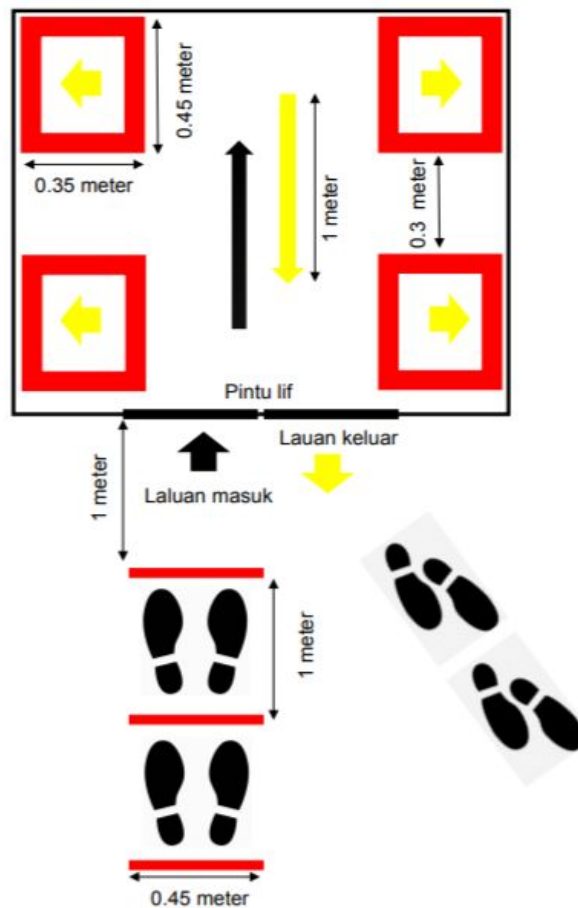 0.45 meter
0.35 meter
1 meter
0.3 meter
Pintu lif
Lauan keluar
Laluan masuk
1 meter
1 meter
0.45 meter